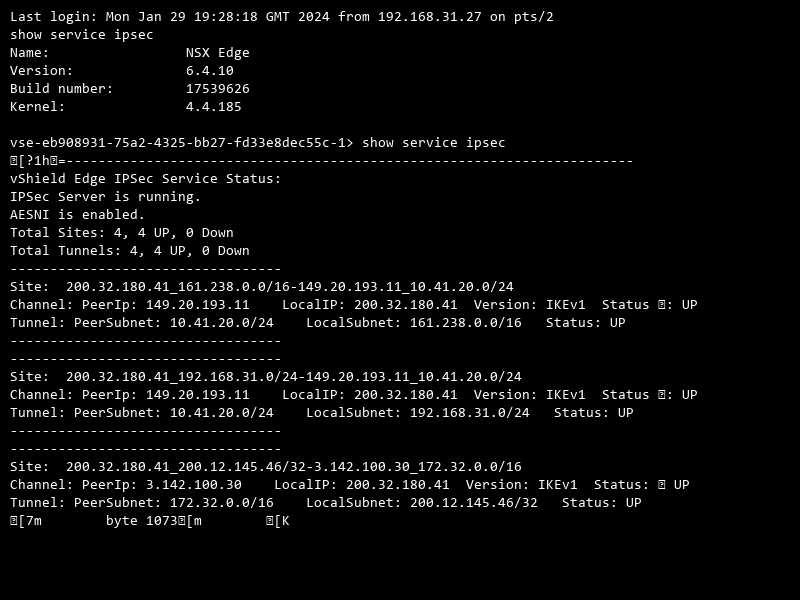 Last login: Mon Jan 29 19:28:18 GMT 2024 from 192.168.31.27 on pts/2
show service ipsec
Name:                 NSX Edge
Version:              6.4.10
Build number:         17539626
Kernel:               4.4.185
vse-eb908931-75a2-4325-bb27-fd33e8dec55c-1> show service ipsec
[?1h=-----------------------------------------------------------------------
vShield Edge IPSec Service Status:
IPSec Server is running.
AESNI is enabled.
Total Sites: 4, 4 UP, 0 Down
Total Tunnels: 4, 4 UP, 0 Down
----------------------------------
Site:  200.32.180.41_161.238.0.0/16-149.20.193.11_10.41.20.0/24
Channel: PeerIp: 149.20.193.11    LocalIP: 200.32.180.41  Version: IKEv1  Status : UP
Tunnel: PeerSubnet: 10.41.20.0/24    LocalSubnet: 161.238.0.0/16   Status: UP
----------------------------------
----------------------------------
Site:  200.32.180.41_192.168.31.0/24-149.20.193.11_10.41.20.0/24
Channel: PeerIp: 149.20.193.11    LocalIP: 200.32.180.41  Version: IKEv1  Status : UP
Tunnel: PeerSubnet: 10.41.20.0/24    LocalSubnet: 192.168.31.0/24   Status: UP
----------------------------------
----------------------------------
Site:  200.32.180.41_200.12.145.46/32-3.142.100.30_172.32.0.0/16
Channel: PeerIp: 3.142.100.30    LocalIP: 200.32.180.41  Version: IKEv1  Status:  UP
Tunnel: PeerSubnet: 172.32.0.0/16    LocalSubnet: 200.12.145.46/32   Status: UP
[7m        byte 1073[m        [K